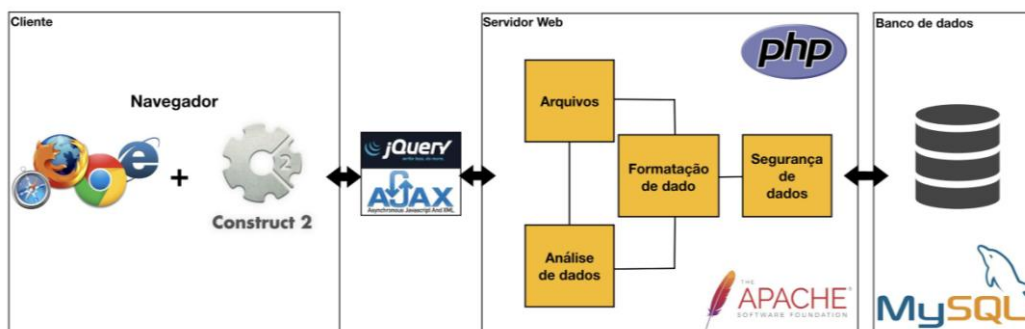 Cliente
Navegador
+
2
Construct 2
jQuery
write less, do more.
AJAX
Asynchronous Javascript And XML
Servidor Web
php
Arquivos
Formatação
de dado
Segurança
de
dados
Análise
de dados
THE
APACHE®
SOFTWARE FOUNDATION
Banco de dados
MySQL